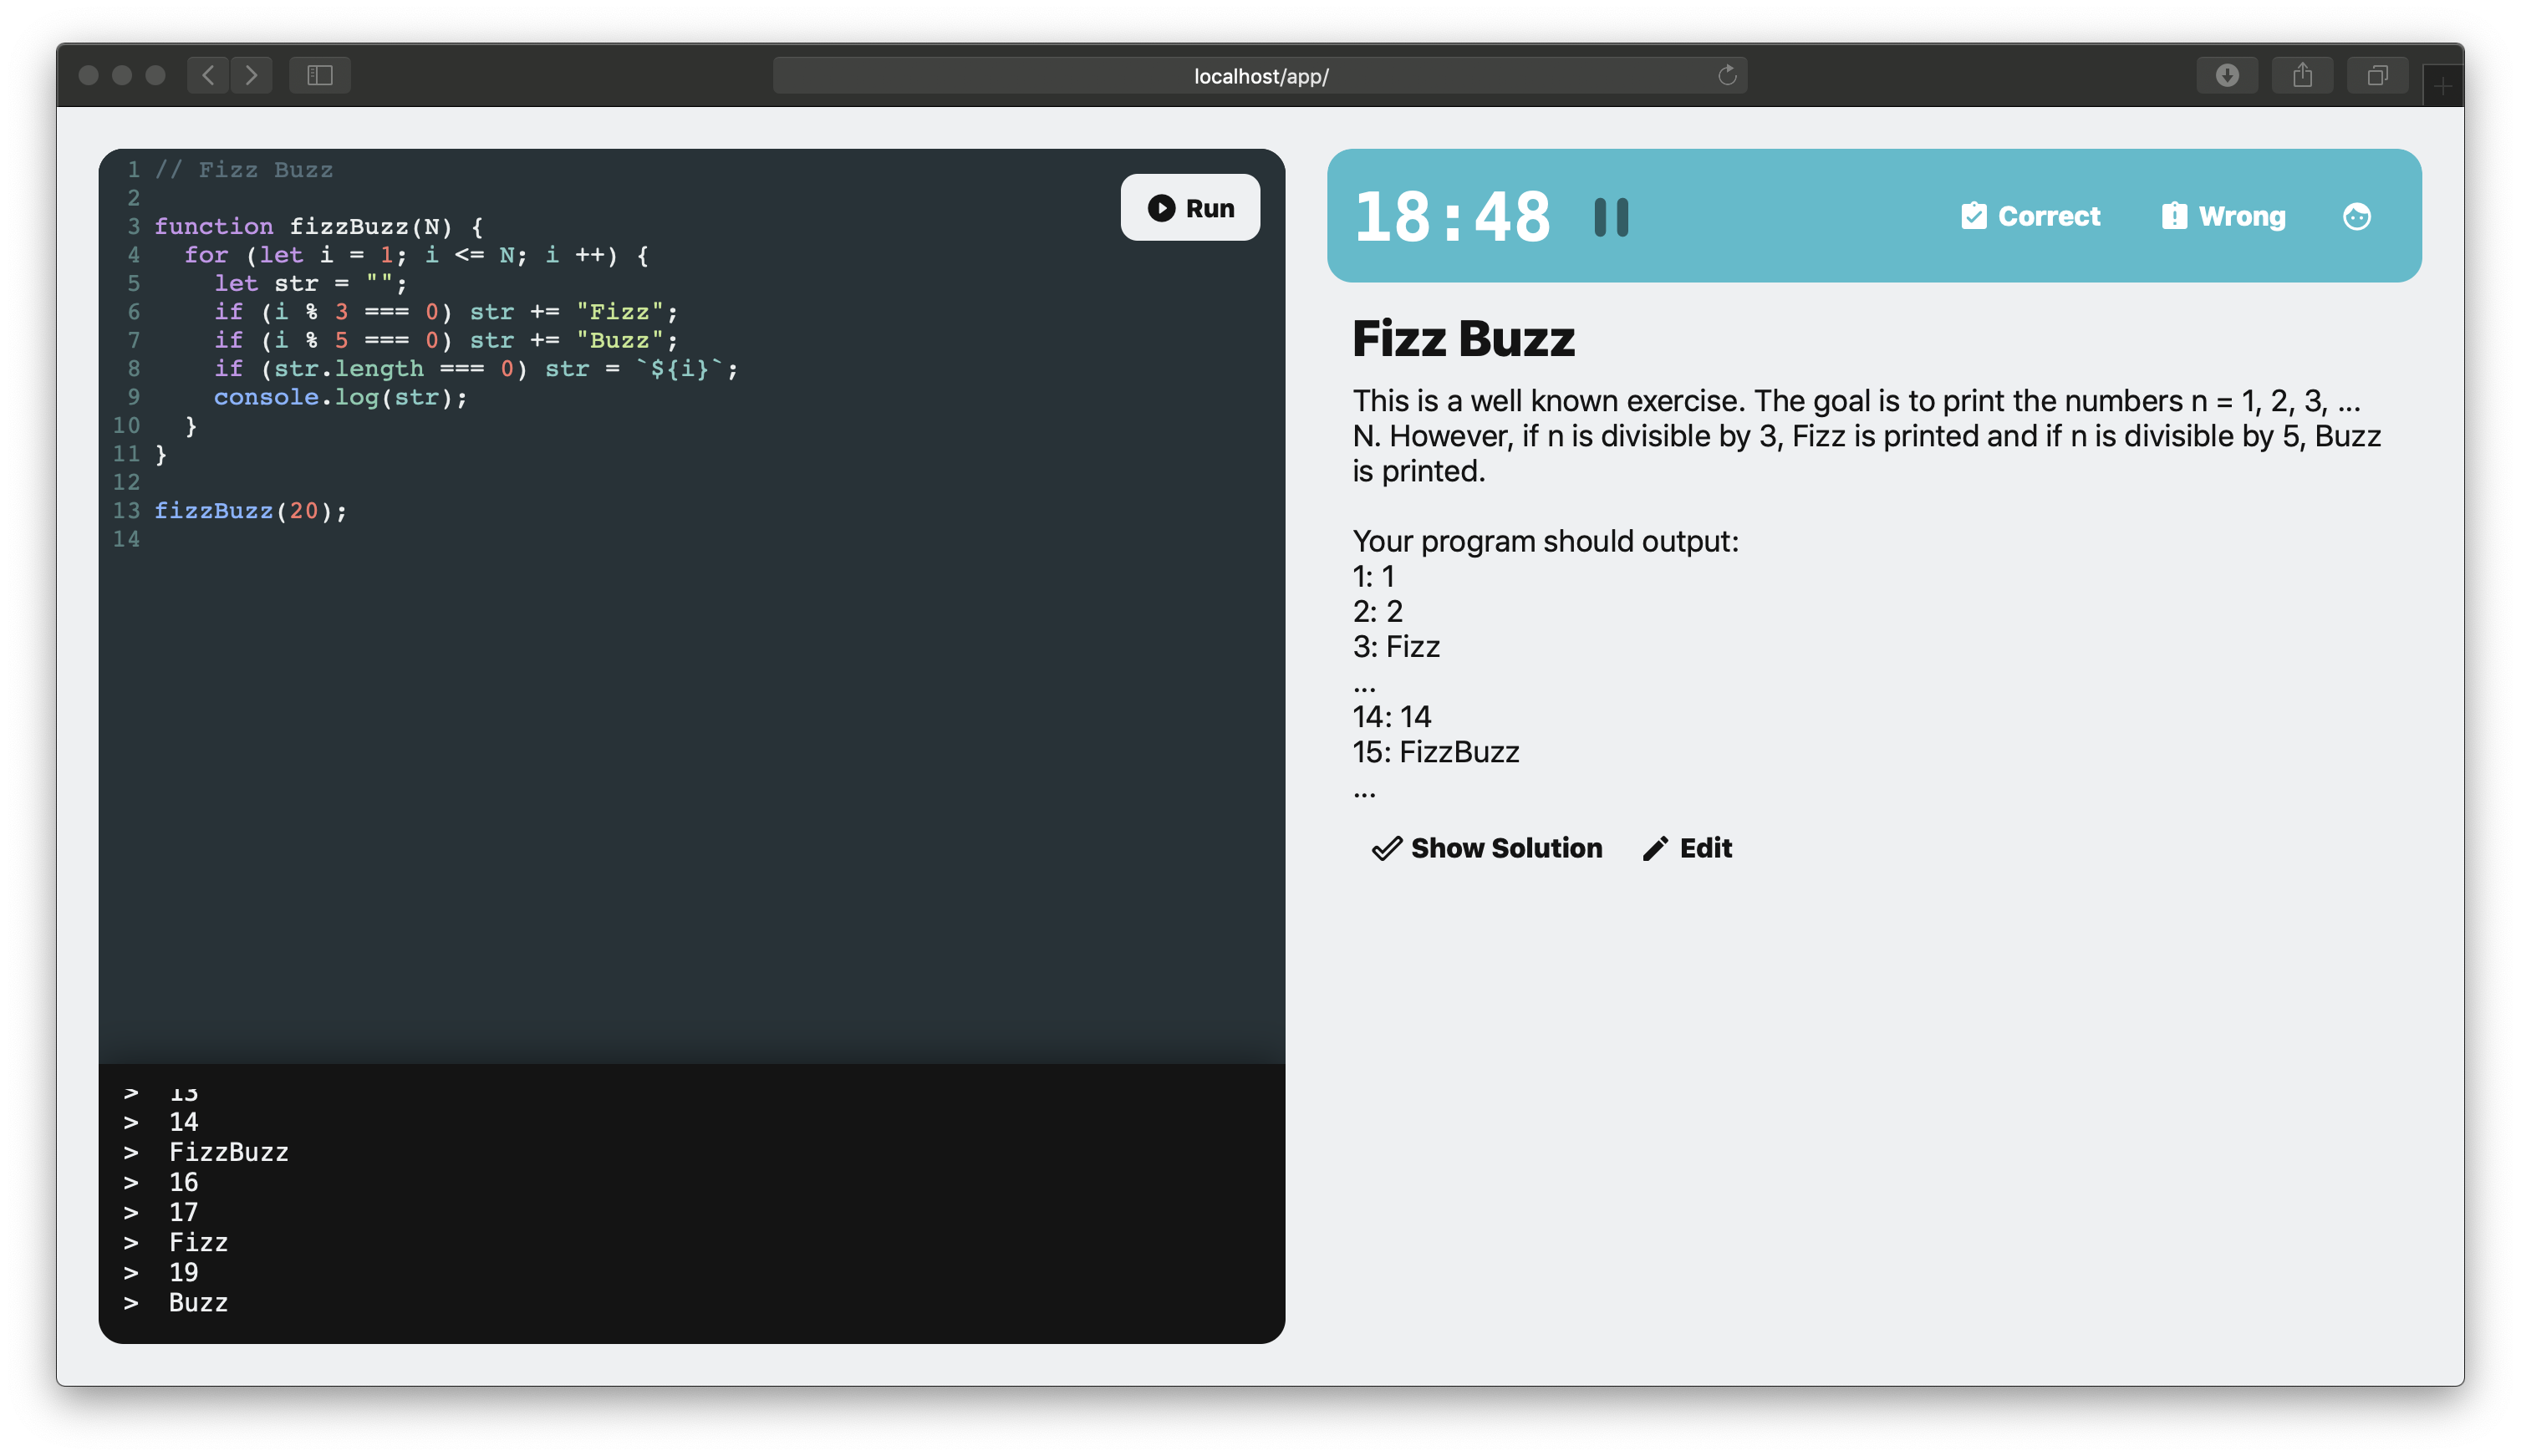 localhost/app/
1 // Fizz Buzz
2
3 function fizzBuzz(N) {
4   for (let i = 1; i <= N; i ++) {
5     let str = "";
6     if (i % 3 === 0) str += "Fizz";
7     if (i % 5 === 0) str += "Buzz";
8     if (str.length === 0) str = `${i}`;
9     console.log(str);
10   }
11 }
12
13 fizzBuzz(20);
14
Run
> 13
> 14
> FizzBuzz
> 16
> 17
> Fizz
> 19
> Buzz
18:48
Correct
Wrong
Fizz Buzz
This is a well known exercise. The goal is to print the numbers n = 1, 2, 3, ...
N. However, if n is divisible by 3, Fizz is printed and if n is divisible by 5, Buzz
is printed.
Your program should output:
1: 1
2: 2
3: Fizz
...
14: 14
15: FizzBuzz
...
Show Solution
Edit